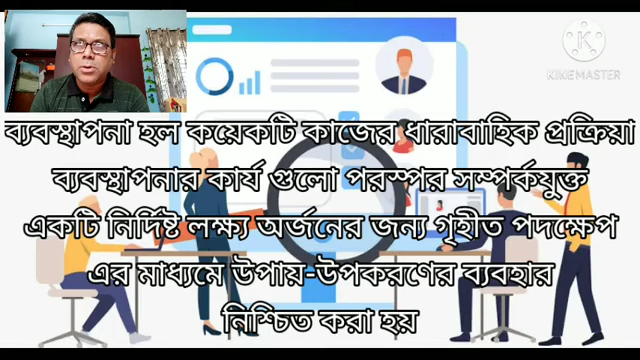 KINEMASTER
ব্যবস্থাপনা হল কয়েকটি কাজের ধারাবাহিক প্রক্রিয়া
ব্যবস্থাপনার কার্য গুলো পরস্পর সম্পর্কযুক্ত
একটি নির্দিষ্ট লক্ষ্য অর্জনের জন্য গৃহীত পদক্ষেপ
এর মাধ্যমে উপায়-উপকরণের ব্যবহার
নিশ্চিত করা হয়